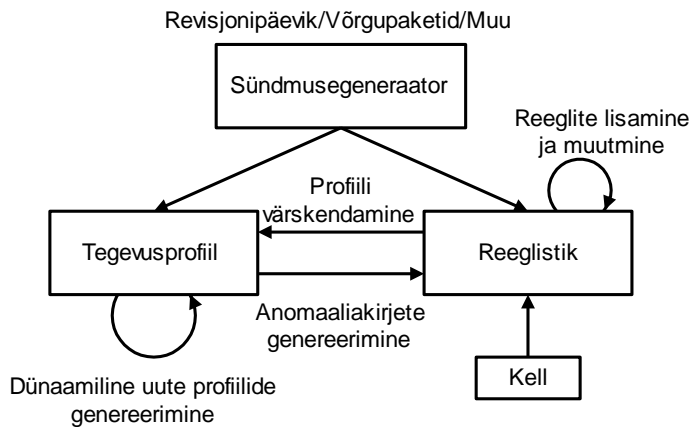 Revisjonipäevik/Võrgupaketid/Muu
Sündmusegeneraator
Reeglite lisamine
ja muutmine
Profiili
värskendamine
Tegevusprofiil
Reeglistik
Anomaaliakirjete
genereerimine
Kell
Dünaamiline uute profiilide
genereerimine